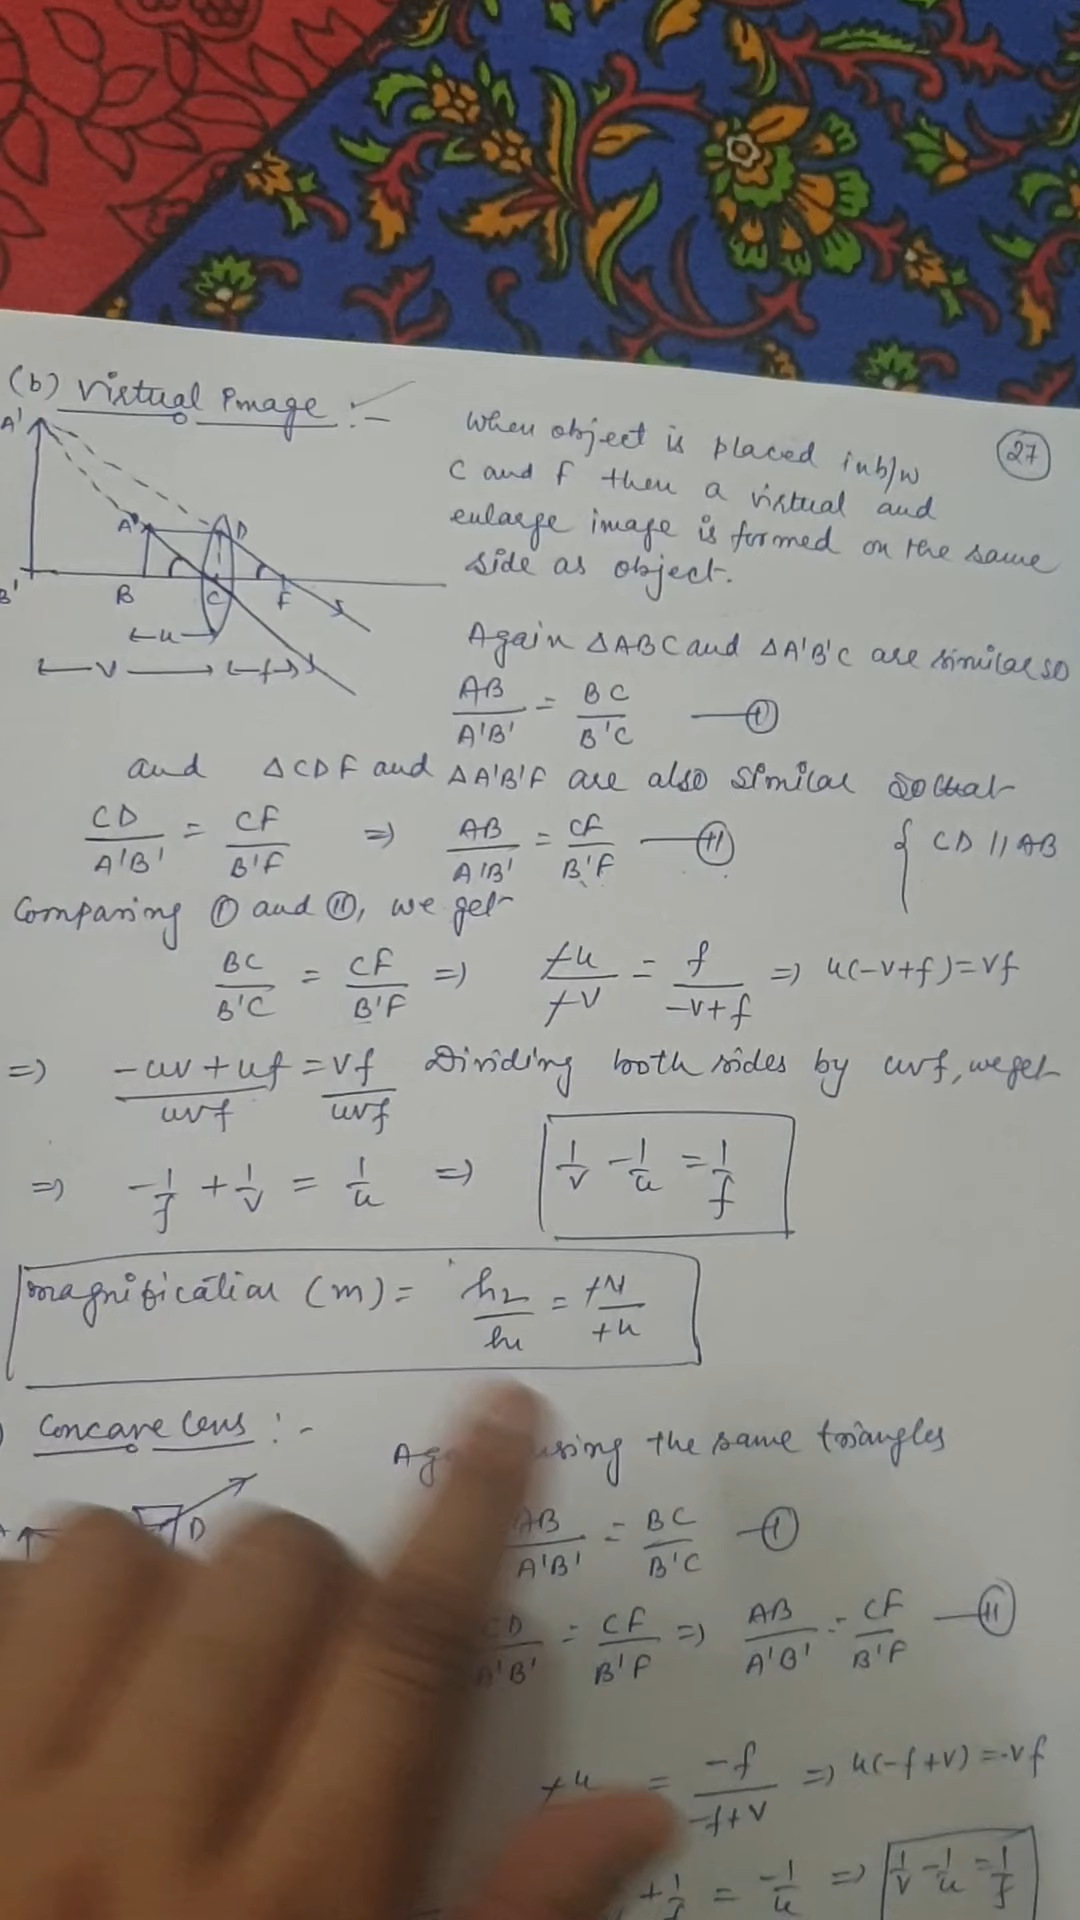 (b) Virtual Image :-
27
When object is placed in b/w
C and F then a virtual and
enlarge image is formed on the same
side as object.
A'
A
D
B'
B
C
F
u
v
f
Again ΔABC and ΔA'B'C are similar so
AB/A'B' = BC/B'C —(I)
and ΔCDF and ΔA'B'F are also similar so that
CD/A'B' = CF/B'F => AB/A'B' = CF/B'F —(II) { CD // AB
Comparing (I) and (II), we get
BC/B'C = CF/B'F => +u/+v = f/-v+f => u(-v+f) = vf
=> -uv+uf/uvf = vf/uvf Dividing both sides by uvf, we get
=> -1/f + 1/v = 1/u => 1/v - 1/u = 1/f
magnification (m) = h2/h1 = +v/+u
) Concave lens :-
using the same triangles
D
AB/A'B' = BC/B'C —(I)
CD/A'B' = CF/B'F => AB/A'B' = CF/B'F —(II)
+u = -f/-f+v => u(-f+v) = -vf
+1/f = -1/u => 1/v - 1/u = 1/f